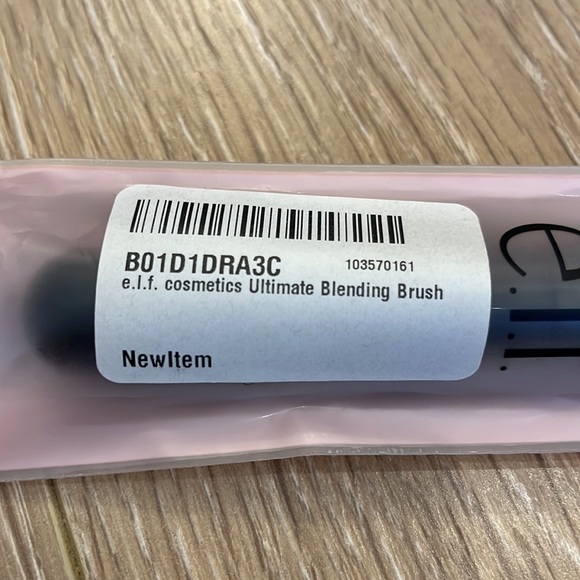 B01D1DRA3C 103570161
e.l.f. cosmetics Ultimate Blending Brush
NewItem
e.l.f.